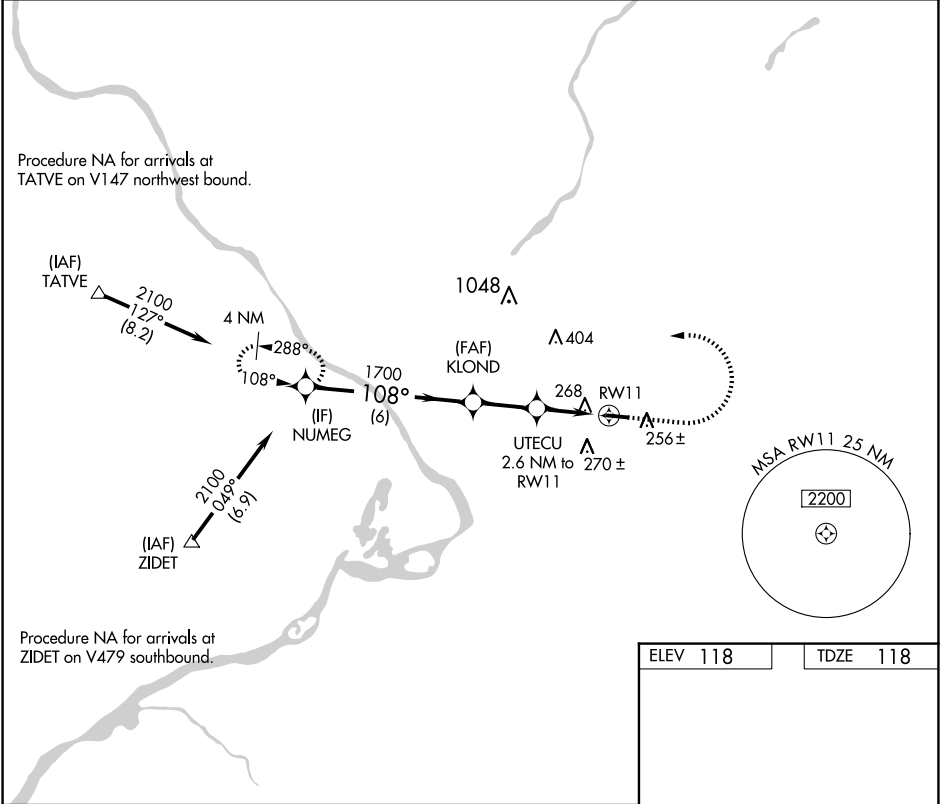 Procedure NA for arrivals at
TATVE on V147 northwest bound.
(IAF)
TATVE
2100
127°
(8.2)
4 NM
288°
108°
(IF)
NUMEG
1700
108°
(6)
1048
404
(FAF)
KLOND
268
RW11
256 ±
UTECU
2.6 NM to
RW11
270 ±
2100
049°
(6.9)
(IAF)
ZIDET
MSA RW11 25 NM
2200
Procedure NA for arrivals at
ZIDET on V479 southbound.
ELEV 118
TDZE 118